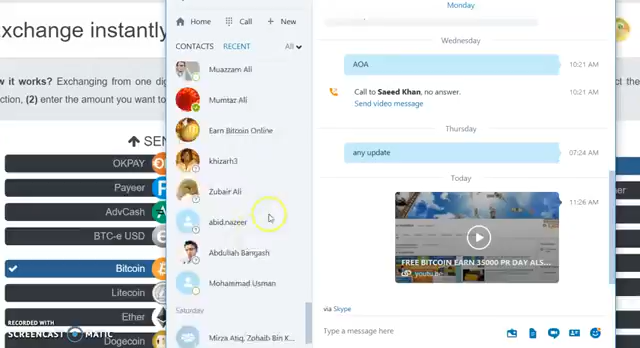 xchange instantly
w it works? Exchanging from one dig
ction, (2) enter the amount you want to
SEN
OKPAY
Payeer
AdvCash
BTC-e USD
Bitcoin
Litecoin
Ether
Dogecoin
RECORDED WITH
SCREENCAST MATIC
Home
Call
New
CONTACTS
RECENT
All
Muazzam Ali
Mumtaz Ali
Earn Bitcoin Online
khizarh3
Zubair Ali
abid.nazeer
Abdullah Bangash
Mohammad Usman
Saturday
Mirza Atiq, Zohaib Bin K...
Monday
Wednesday
AOA
10:21 AM
Call to Saeed Khan, no answer.
10:21 AM
Send video message
Thursday
any update
07:24 AM
Today
11:26 AM
FREE BITCOIN EARN 35000 PR DAY ALS...
youtu.be
via Skype
Type a message here
ct the